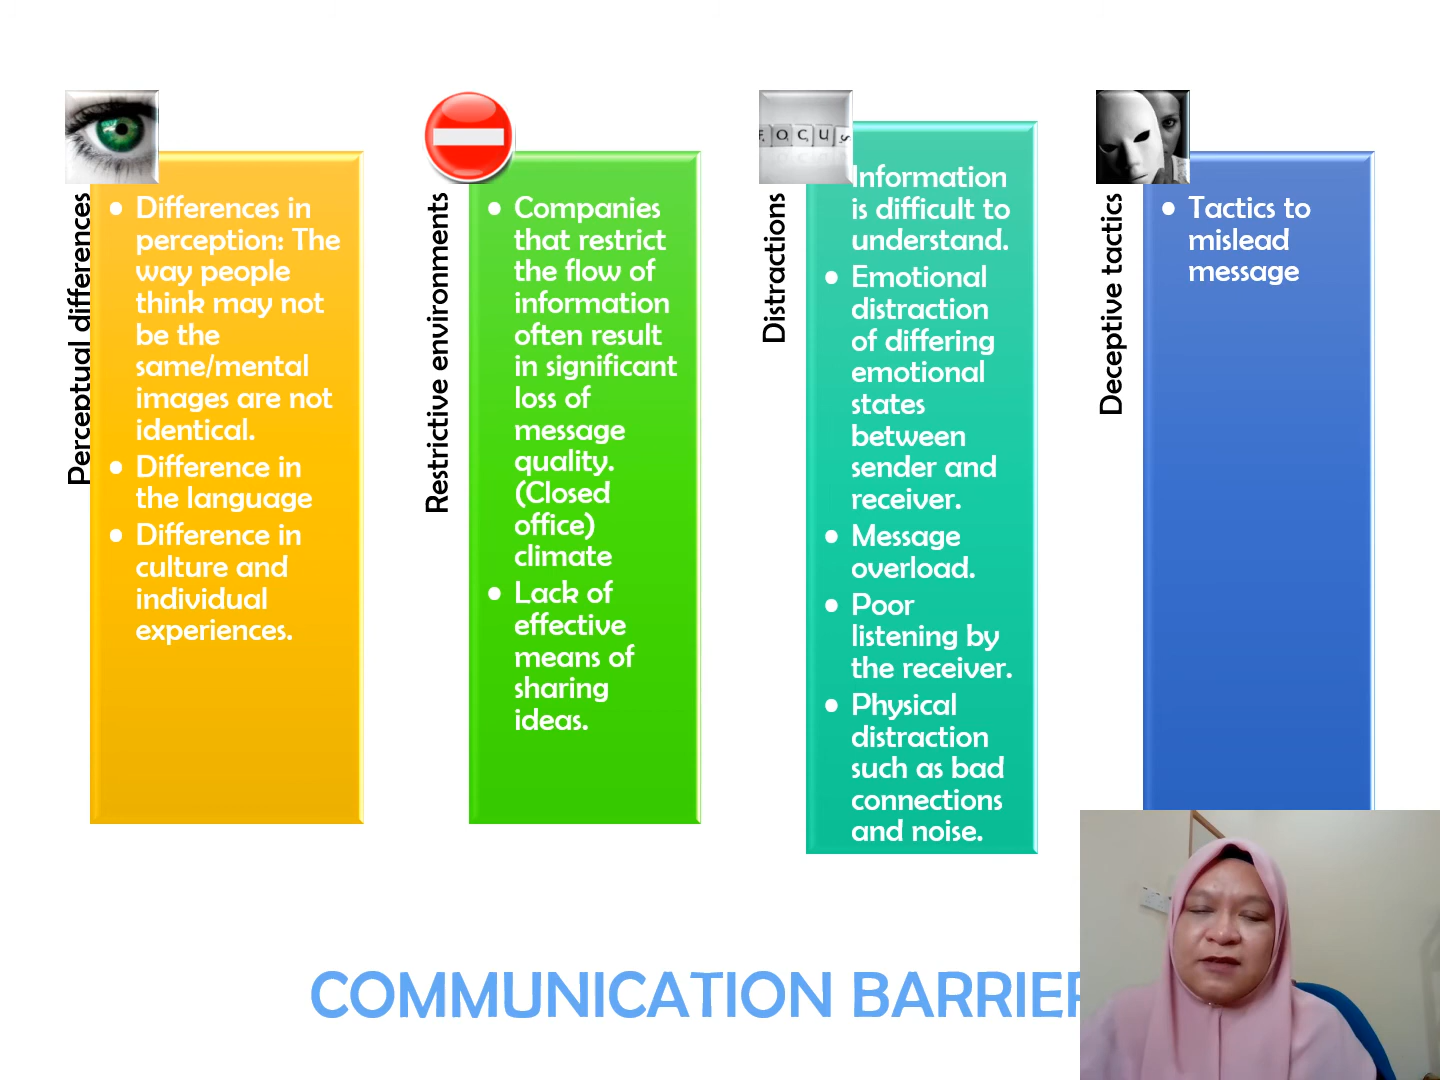 Perceptual differences
• Differences in
perception: The
way people
think may not
be the
same/mental
images are not
identical.
• Difference in
the language
• Difference in
culture and
individual
experiences.
Restrictive environments
• Companies
that restrict
the flow of
information
often result
in significant
loss of
message
quality.
(Closed
office)
climate
• Lack of
effective
means of
sharing
ideas.
FOCUS
Distractions
Information
is difficult to
understand.
• Emotional
distraction
of differing
emotional
states
between
sender and
receiver.
• Message
overload.
• Poor
listening by
the receiver.
• Physical
distraction
such as bad
connections
and noise.
Deceptive tactics
• Tactics to
mislead
message
COMMUNICATION BARRIER